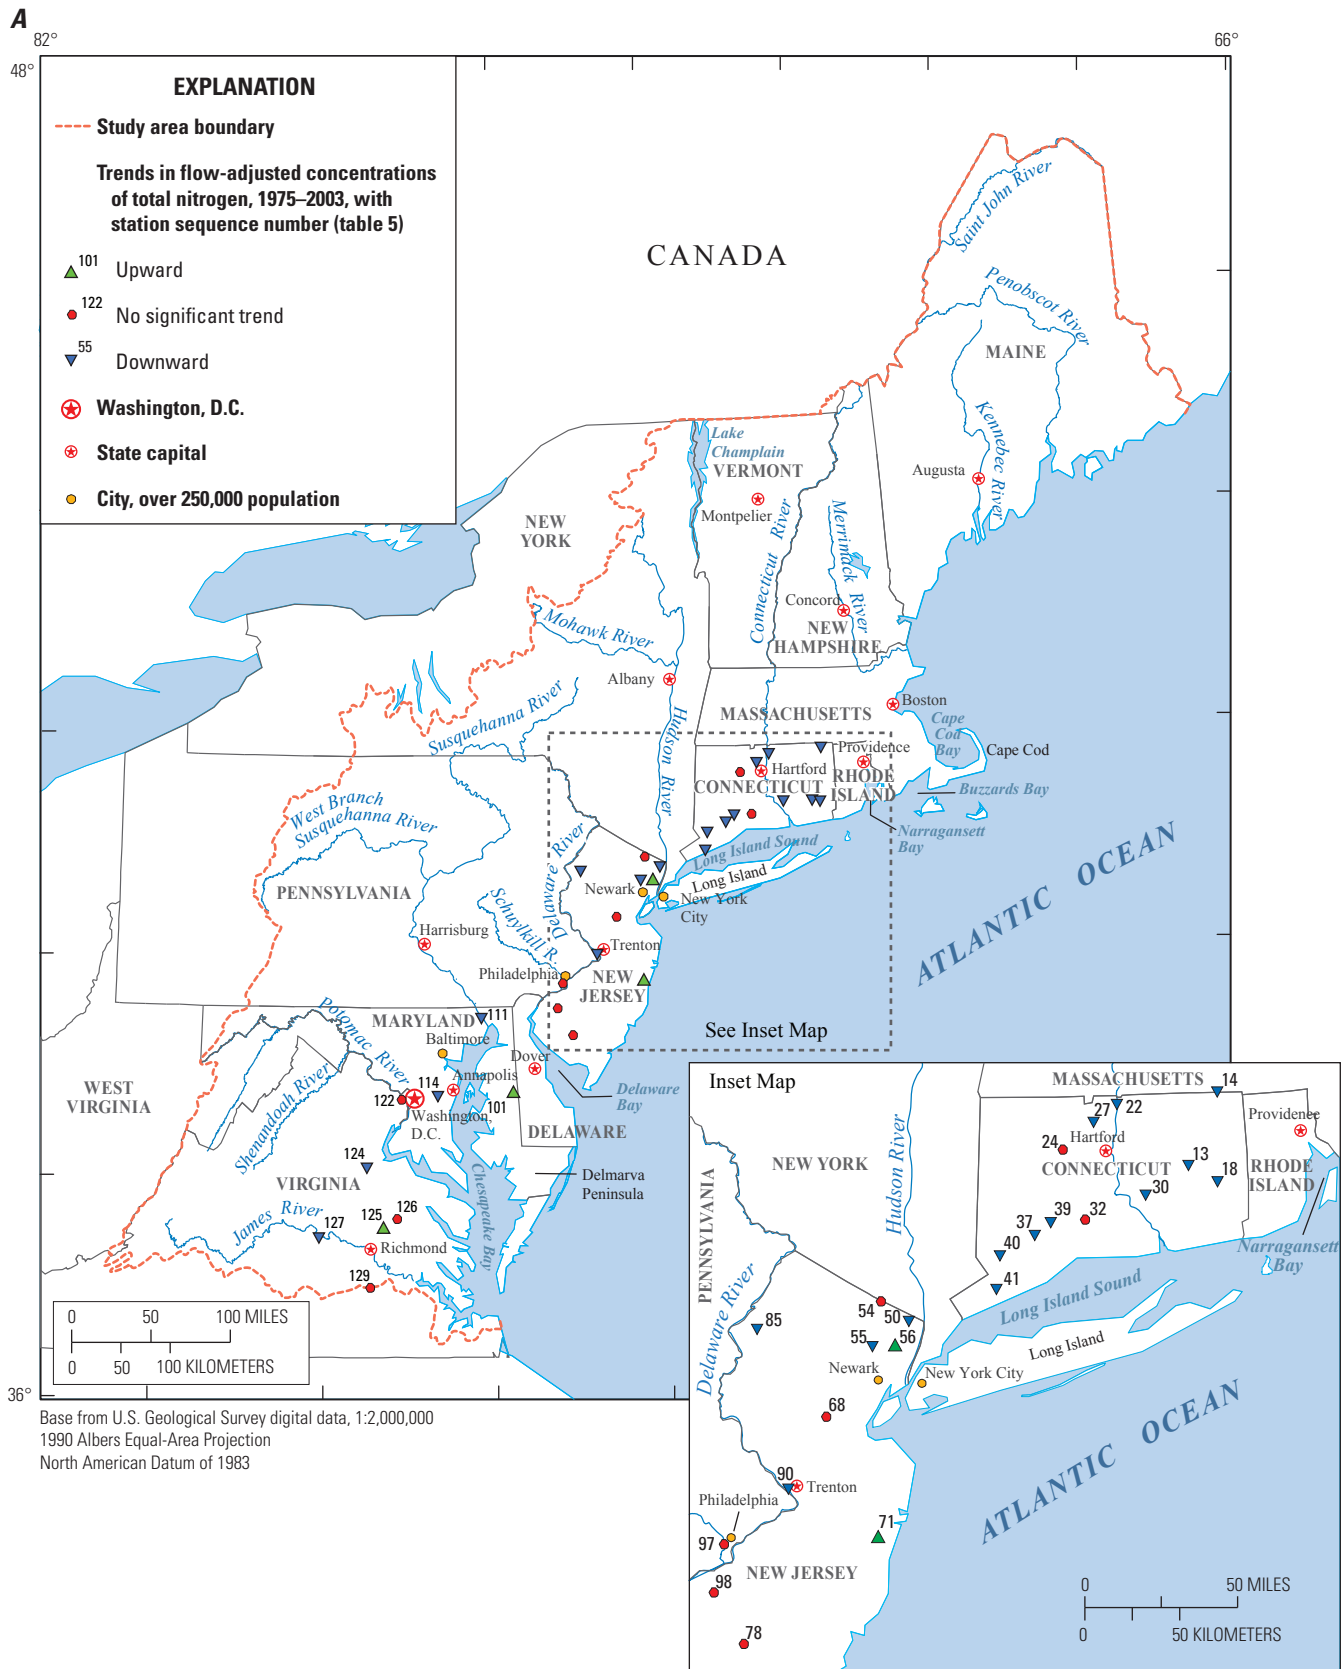 A
82°
66°
48°
EXPLANATION
Study area boundary
Trends in flow-adjusted concentrations
of total nitrogen, 1975–2003, with
station sequence number (table 5)
101 Upward
122 No significant trend
55 Downward
Washington, D.C.
State capital
City, over 250,000 population
CANADA
Saint John River
Penobscot River
MAINE
Kennebec River
Augusta
Lake
Champlain
VERMONT
Montpelier
Connecticut River
Merrimack River
Concord
NEW
HAMPSHIRE
NEW
YORK
Mohawk River
Albany
Hudson River
Susquehanna River
MASSACHUSETTS
Boston
Cape
Cod
Bay
Cape Cod
Providence
Hartford
CONNECTICUT
RHODE
ISLAND
Buzzards Bay
Narragansett
Bay
Long Island Sound
Long Island
West Branch
Susquehanna River
PENNSYLVANIA
Delaware River
Schuylkill R.
Newark
New York
City
Harrisburg
Trenton
Philadelphia
NEW
JERSEY
ATLANTIC OCEAN
See Inset Map
Potomac River
MARYLAND
111
Baltimore
Dover
Annapolis
114
122
101
Washington,
D.C.
Delaware
Bay
DELAWARE
WEST
VIRGINIA
Shenandoah River
124
VIRGINIA
Chesapeake Bay
Delmarva
Peninsula
James River
127
125
126
Richmond
129
0 50 100 MILES
0 50 100 KILOMETERS
36°
Base from U.S. Geological Survey digital data, 1:2,000,000
1990 Albers Equal-Area Projection
North American Datum of 1983
Inset Map
MASSACHUSETTS
14
22
27
Providence
24
Hartford
CONNECTICUT
13
18
RHODE
ISLAND
30
39
32
37
40
41
Narragansett
Bay
Long Island Sound
Long Island
NEW YORK
Hudson River
PENNSYLVANIA
Delaware River
85
54
50
55
56
Newark
New York City
68
90
Trenton
Philadelphia
97
71
NEW JERSEY
98
78
ATLANTIC OCEAN
0 50 MILES
0 50 KILOMETERS